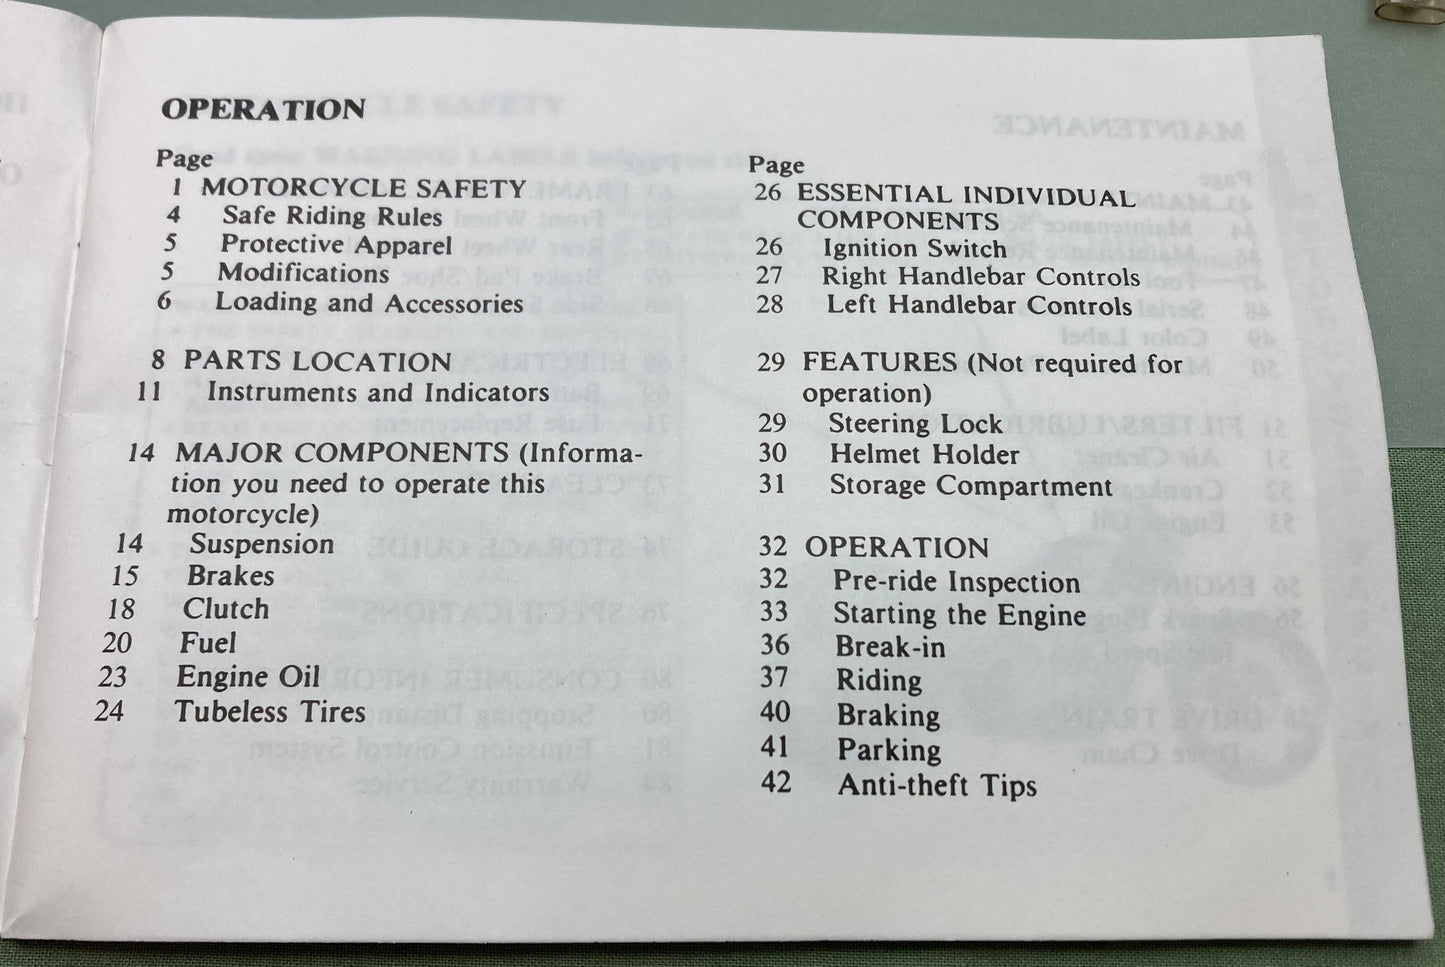 OPERATION
Page
1 MOTORCYCLE SAFETY
4 Safe Riding Rules
5 Protective Apparel
5 Modifications
6 Loading and Accessories
8 PARTS LOCATION
11 Instruments and Indicators
14 MAJOR COMPONENTS (Informa-
tion you need to operate this
motorcycle)
14 Suspension
15 Brakes
18 Clutch
20 Fuel
23 Engine Oil
24 Tubeless Tires
Page
26 ESSENTIAL INDIVIDUAL
COMPONENTS
26 Ignition Switch
27 Right Handlebar Controls
28 Left Handlebar Controls
29 FEATURES (Not required for
operation)
29 Steering Lock
30 Helmet Holder
31 Storage Compartment
32 OPERATION
32 Pre-ride Inspection
33 Starting the Engine
36 Break-in
37 Riding
40 Braking
41 Parking
42 Anti-theft Tips